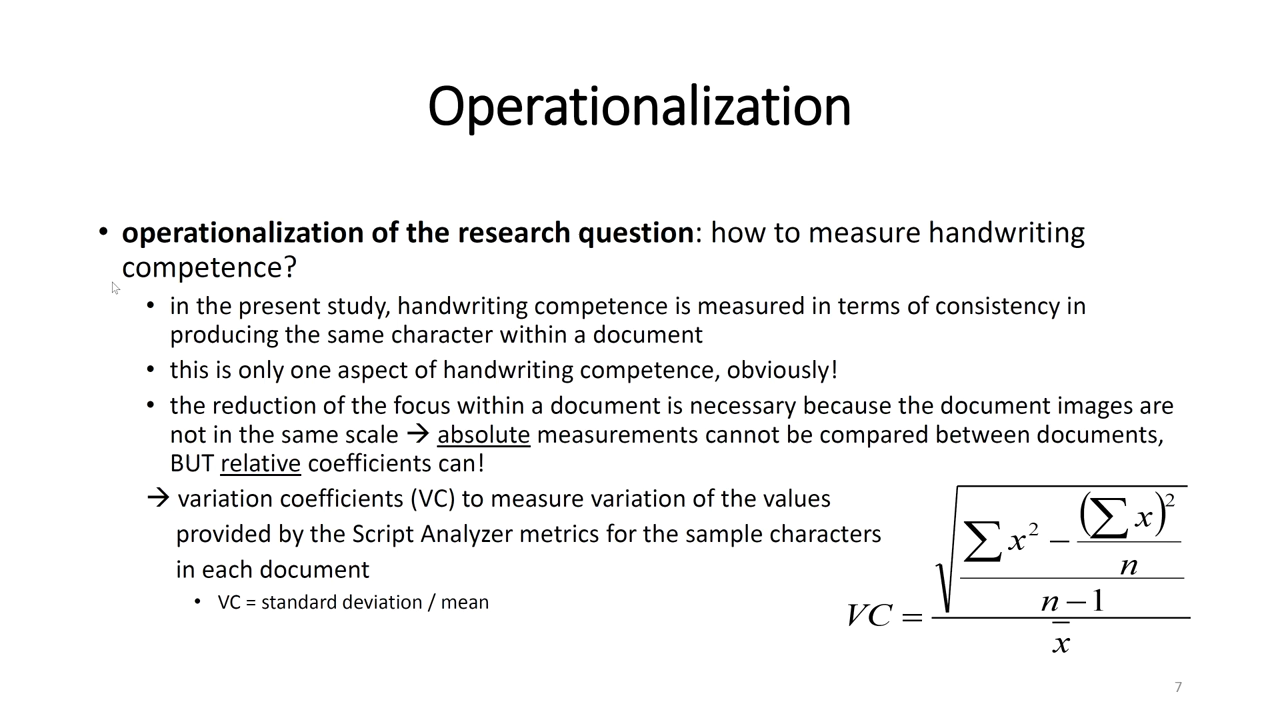 Operationalization
• operationalization of the research question: how to measure handwriting
competence?
• in the present study, handwriting competence is measured in terms of consistency in
producing the same character within a document
• this is only one aspect of handwriting competence, obviously!
• the reduction of the focus within a document is necessary because the document images are
not in the same scale → absolute measurements cannot be compared between documents,
BUT relative coefficients can!
→ variation coefficients (VC) to measure variation of the values
provided by the Script Analyzer metrics for the sample characters
in each document
• VC = standard deviation / mean
VC = √((∑x² − (∑x)²/n)/(n − 1)) / x̅
7